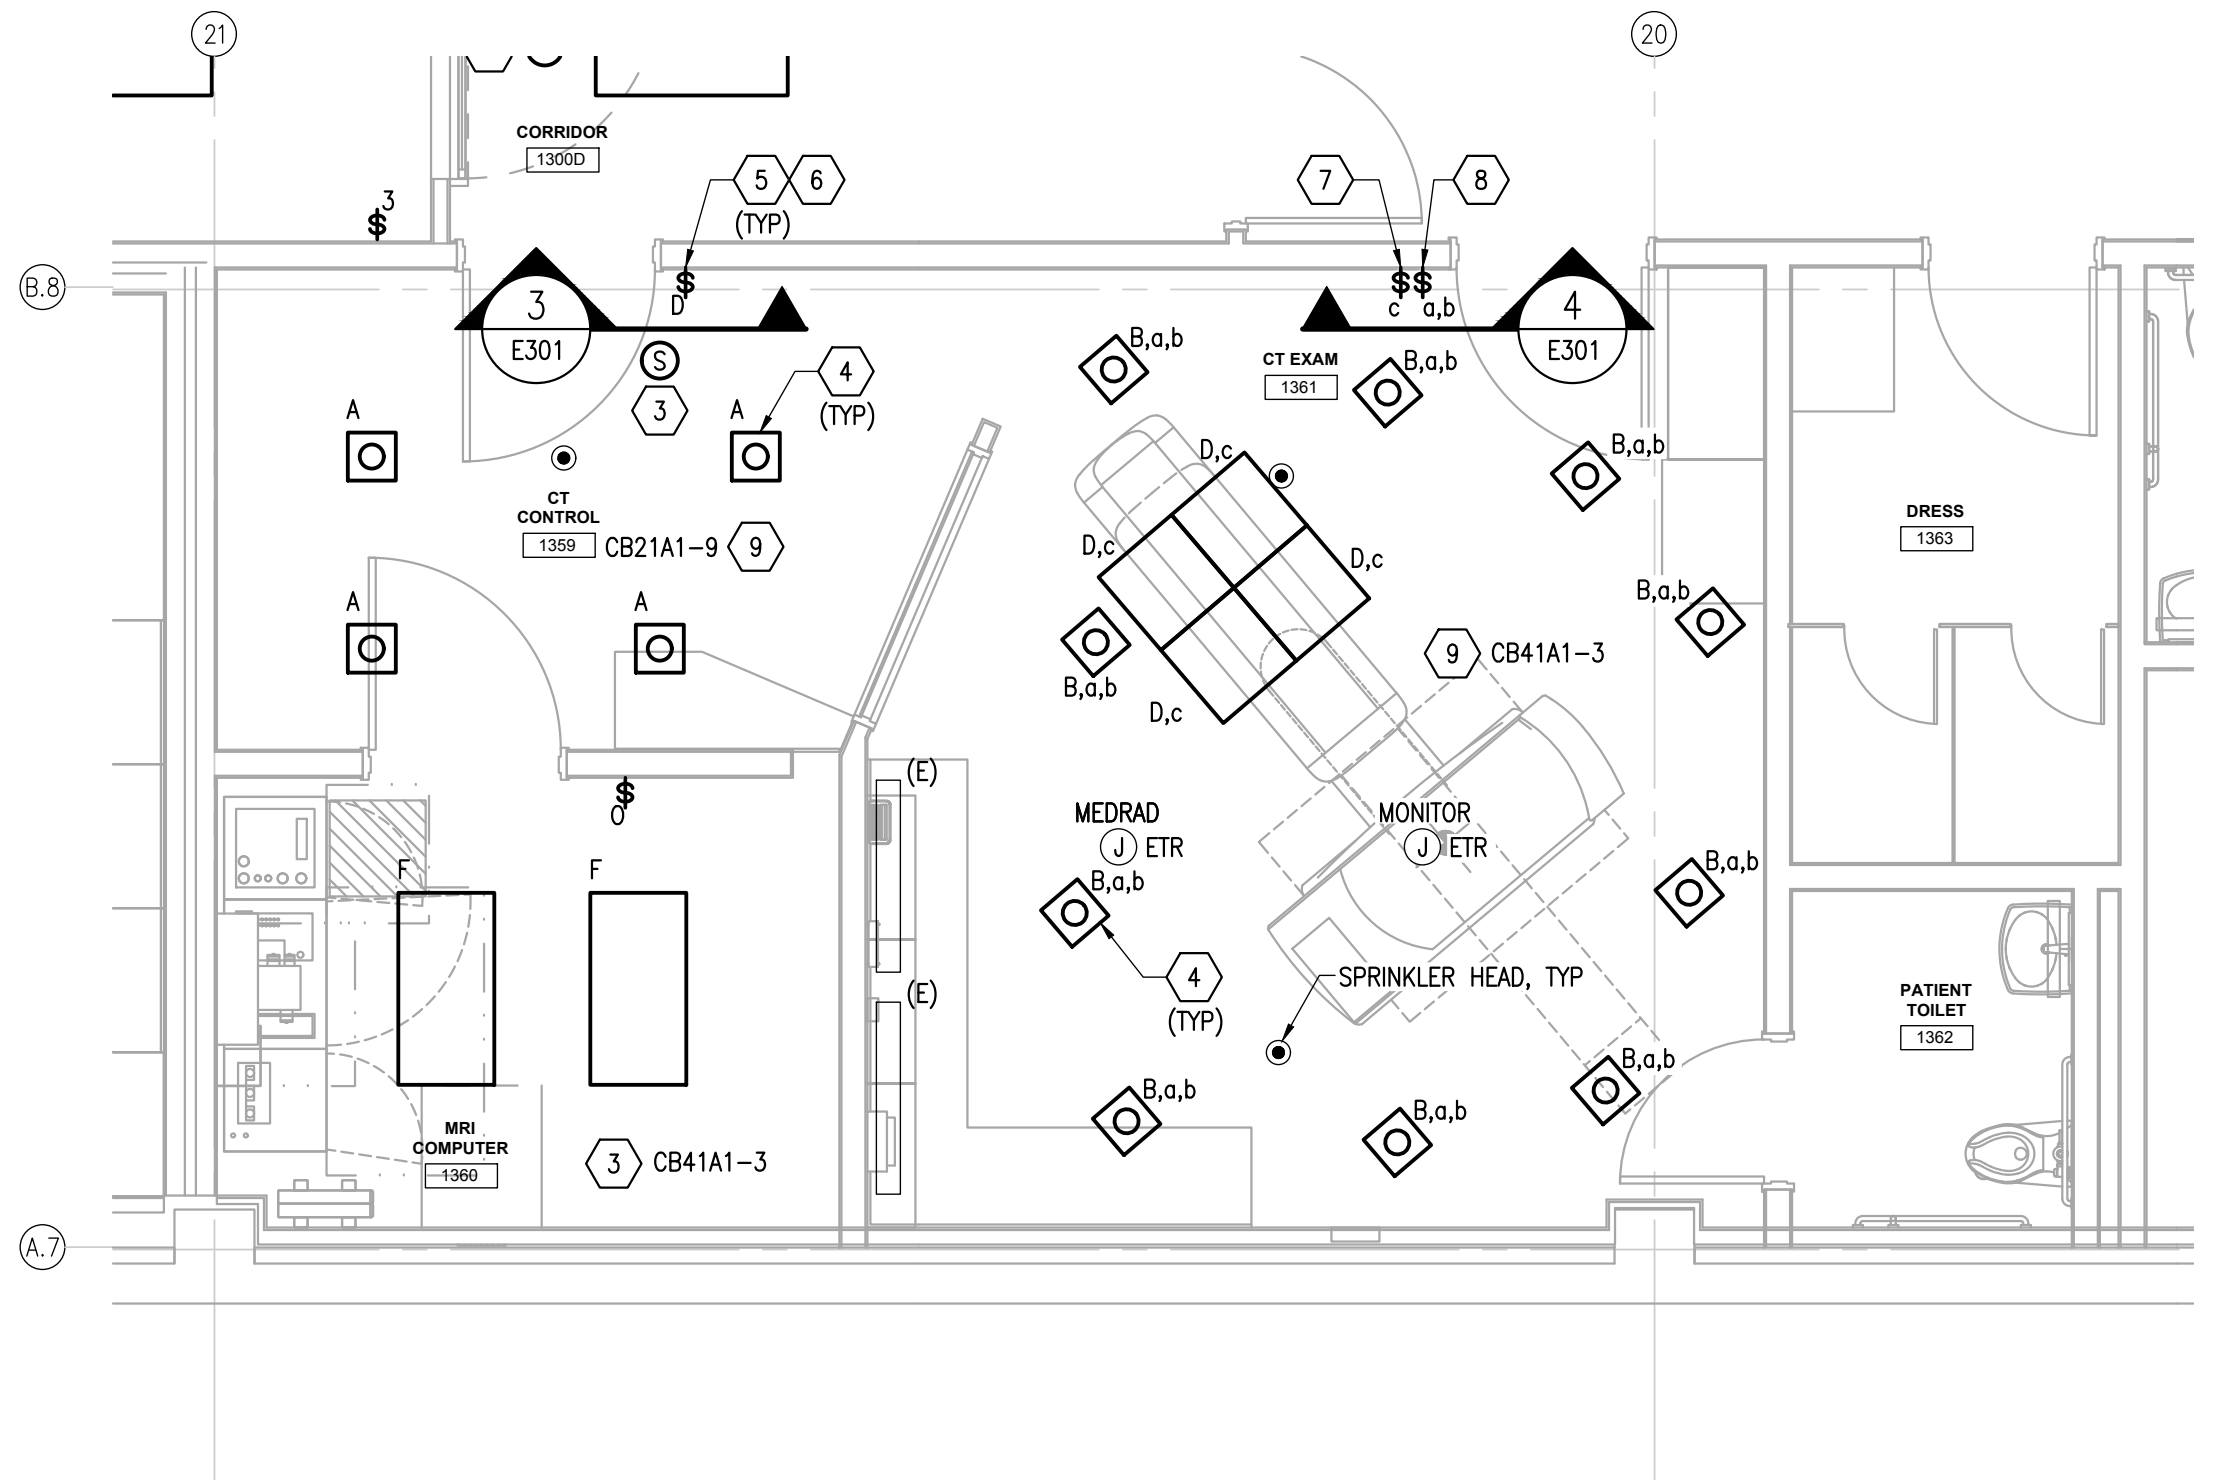 21
20
CORRIDOR
1300D
5
6
(TYP)
7
8
$3
B.8
$
D
$ $
c a,b
3
E301
4
E301
S
3
4
(TYP)
B,a,b
CT EXAM
1361
B,a,b
A
A
B,a,b
D,c
CT
CONTROL
1359
CB21A1-9
9
D,c
D,c
DRESS
1363
A
A
B,a,b
B,a,b
9
CB41A1-3
D,c
(E)
$
O
MEDRAD
J ETR
MONITOR
J ETR
F
F
B,a,b
B,a,b
4
(TYP)
SPRINKLER HEAD, TYP
(E)
PATIENT
TOILET
1362
B,a,b
B,a,b
B,a,b
MRI
COMPUTER
1360
3
CB41A1-3
A.7